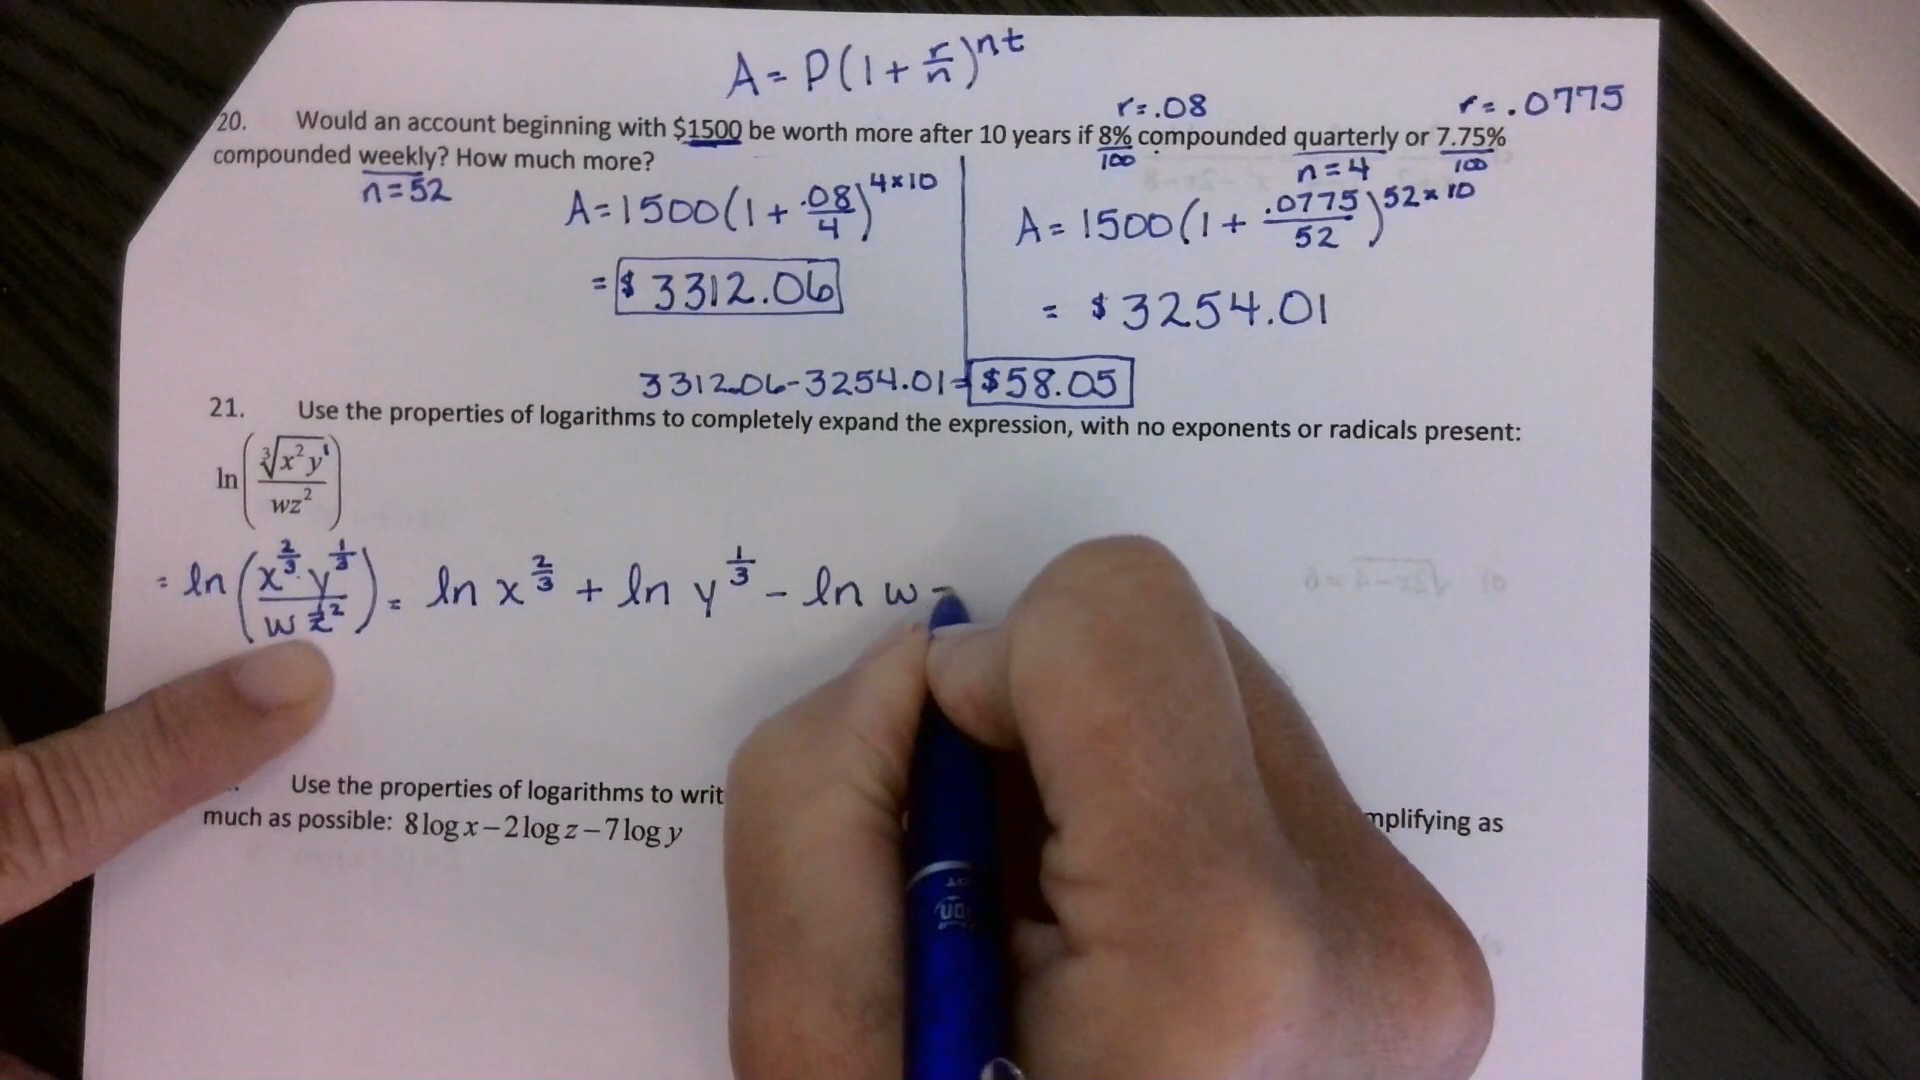 A = P(1 + r/n)^nt
r = .08
r = .0775
20. Would an account beginning with $1500 be worth more after 10 years if 8% compounded quarterly or 7.75%
100 n = 4 100
compounded weekly? How much more?
n = 52
A = 1500(1 + .08/4)^4×10
A = 1500(1 + .0775/52)^52×10
= $ 3312.06
= $ 3254.01
3312.06 - 3254.01 = $58.05
21. Use the properties of logarithms to completely expand the expression, with no exponents or radicals present:
ln(∛(x²y¹)/(wz²))
= ln(x^2/3 y^1/3 / (w z²)) = ln x^2/3 + ln y^1/3 - ln w -
Use the properties of logarithms to writ
mplifying as
much as possible: 8 log x − 2 log z − 7 log y